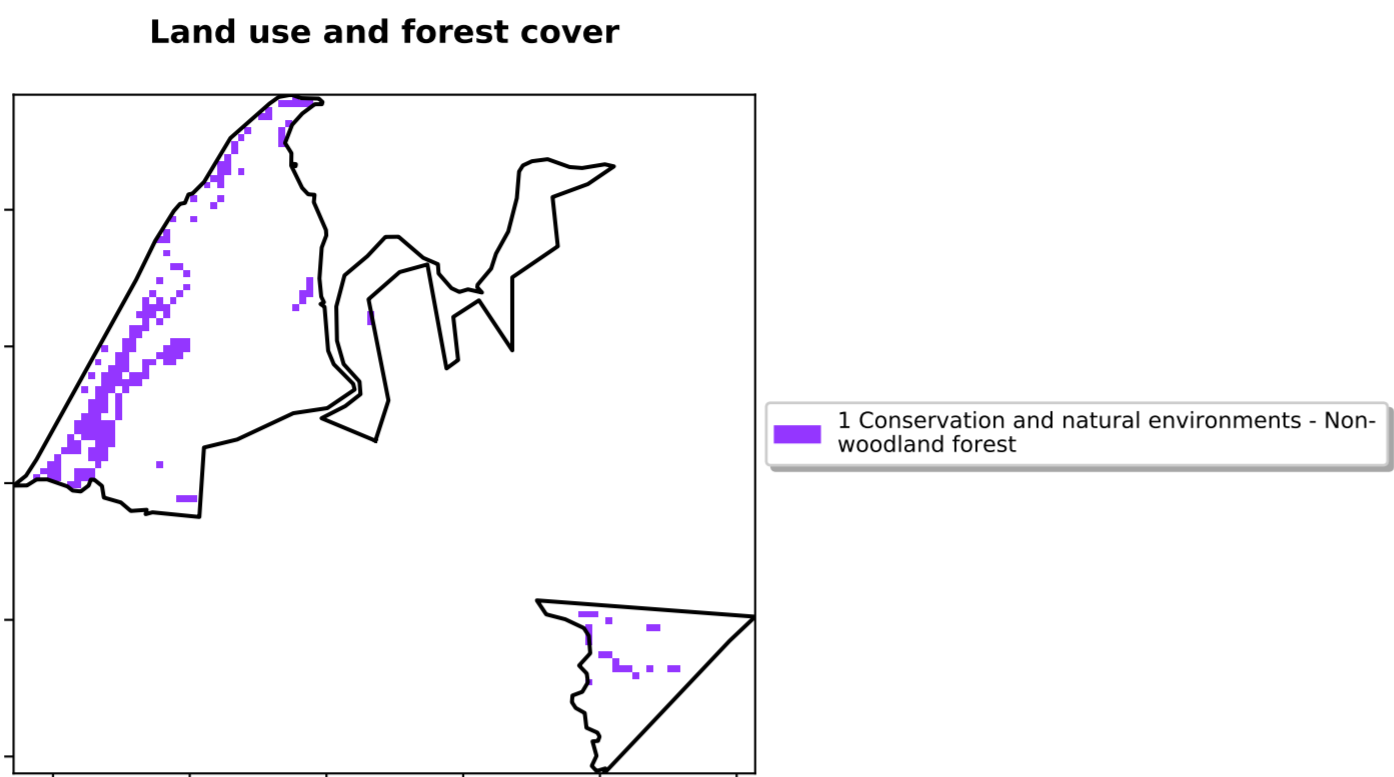 Land use and forest cover
1 Conservation and natural environments - Non-
woodland forest